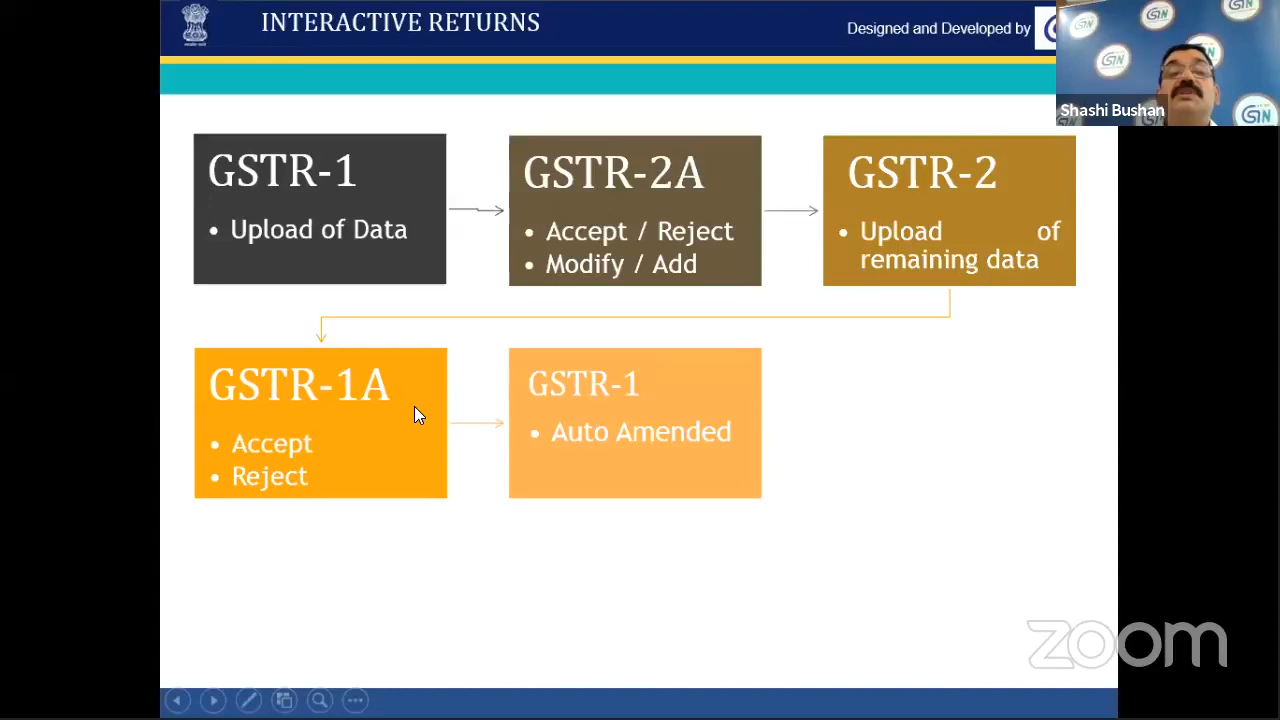 INTERACTIVE RETURNS
Designed and Developed by
Shashi Bushan
GSTR-1
• Upload of Data
GSTR-2A
• Accept / Reject
• Modify / Add
GSTR-2
• Upload of
remaining data
GSTR-1A
• Accept
• Reject
GSTR-1
• Auto Amended
zoom